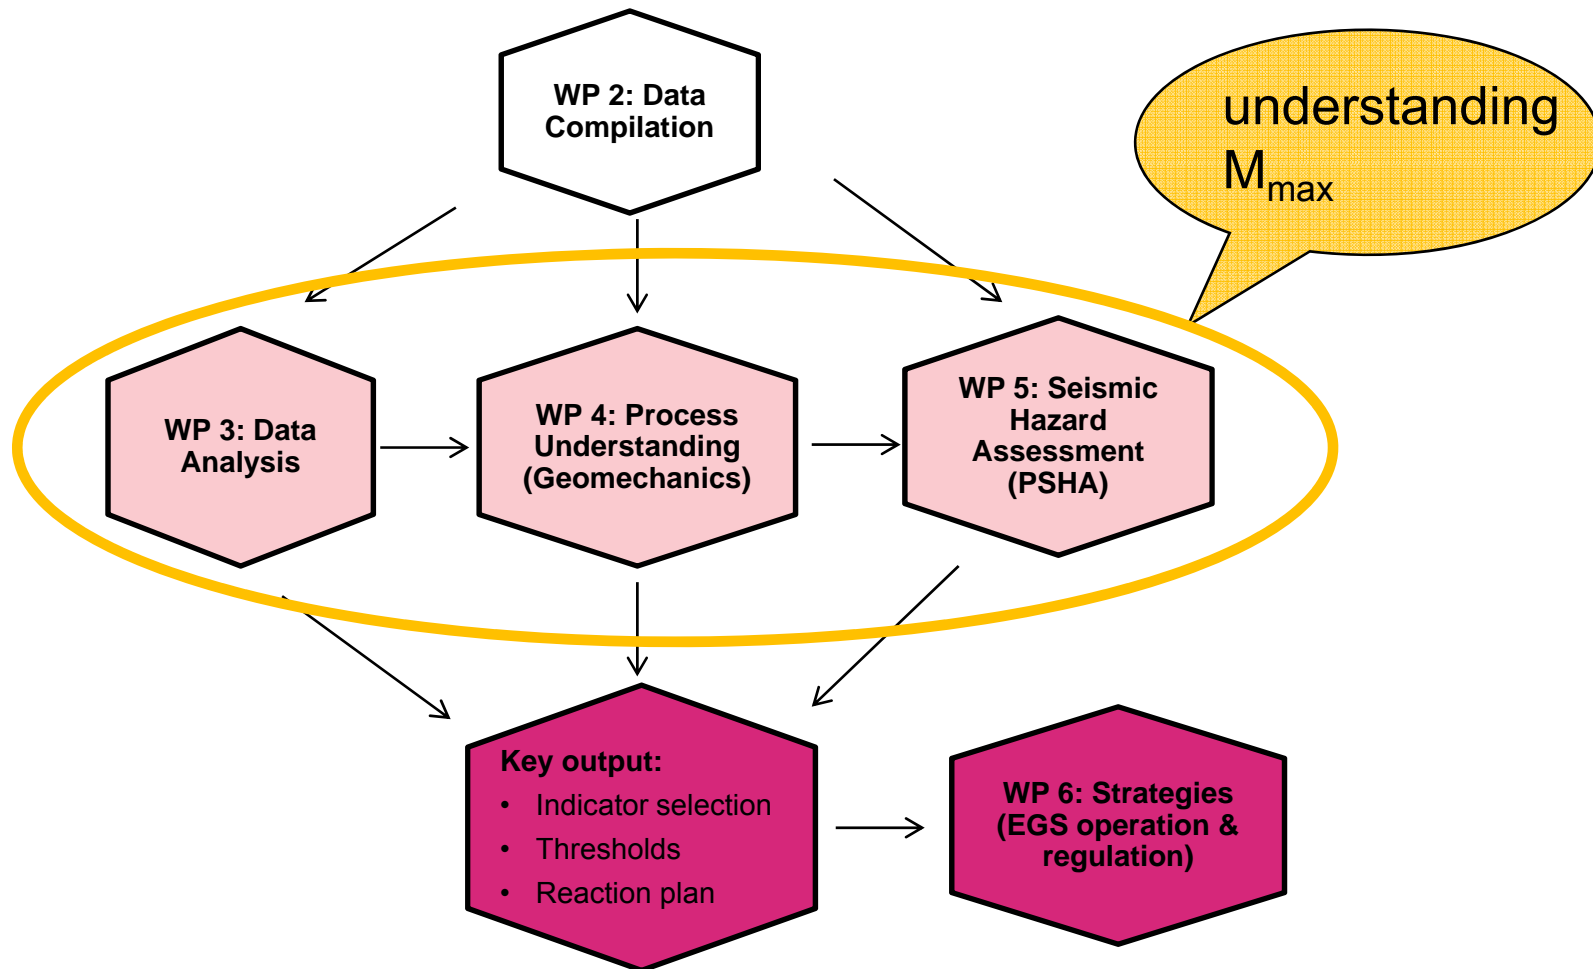 WP 2: Data
Compilation
understanding
Mmax
WP 3: Data
Analysis
WP 4: Process
Understanding
(Geomechanics)
WP 5: Seismic
Hazard
Assessment
(PSHA)
Key output:
• Indicator selection
• Thresholds
• Reaction plan
WP 6: Strategies
(EGS operation &
regulation)